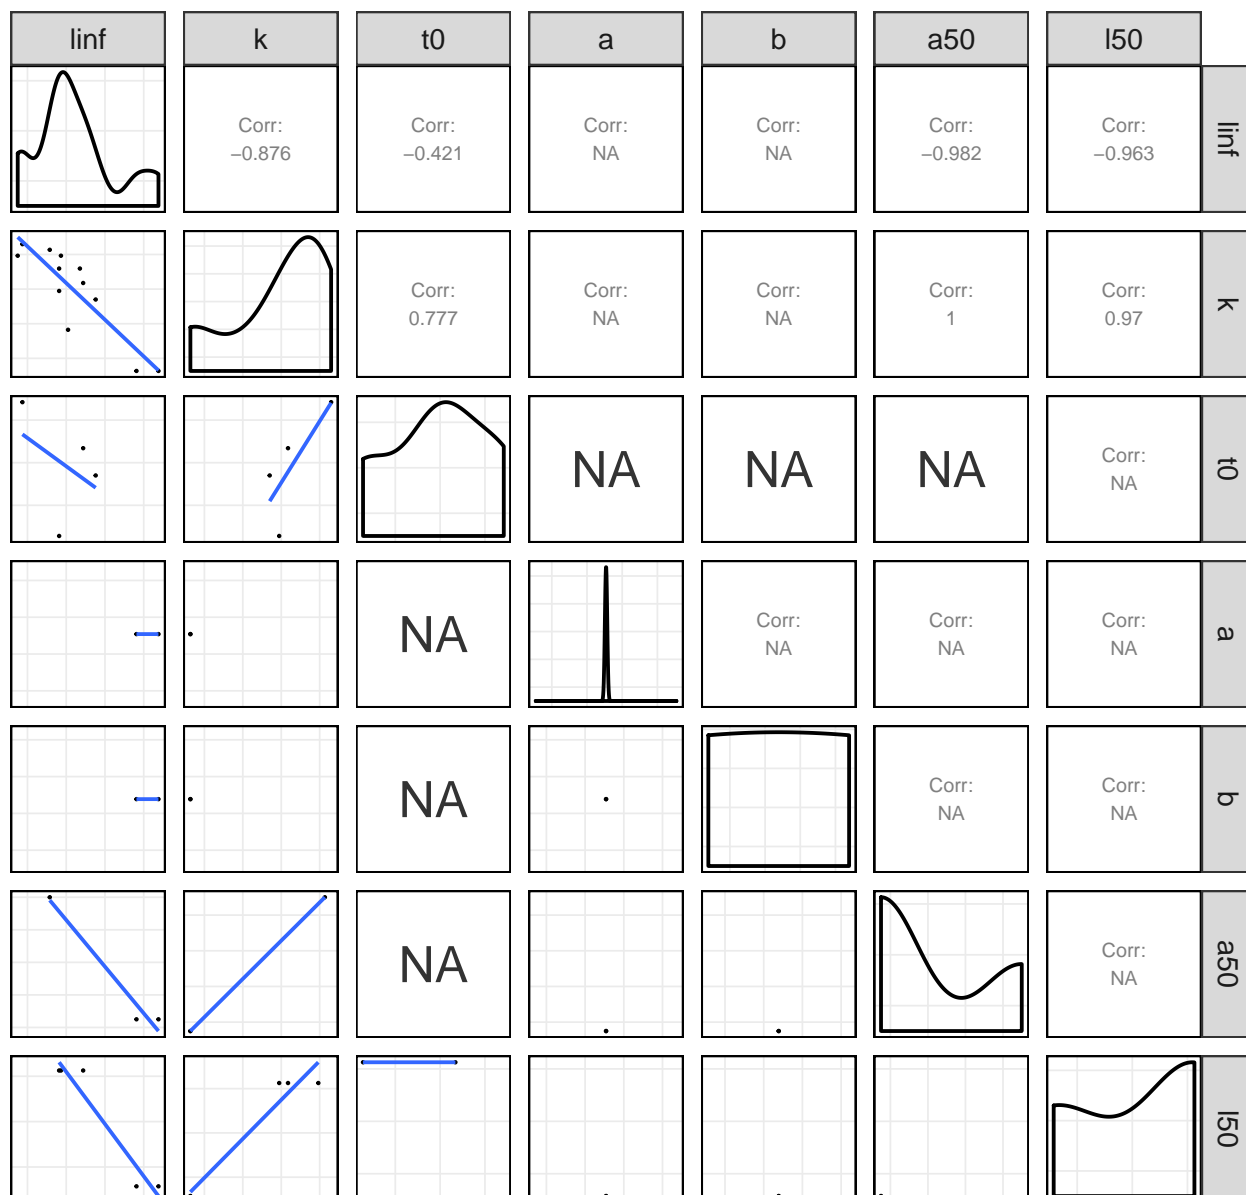 linf k t0 a b a50 l50
Corr: Corr: Corr: Corr: Corr: Corr:
−0.876 −0.421 NA NA −0.982 −0.963
linf
Corr: Corr: Corr: Corr: Corr:
0.777 NA NA 1 0.97
k
NA NA NA Corr:
NA
t0
NA Corr: Corr: Corr:
NA NA NA
a
NA Corr: Corr:
NA NA
b
NA Corr:
NA
a50
l50